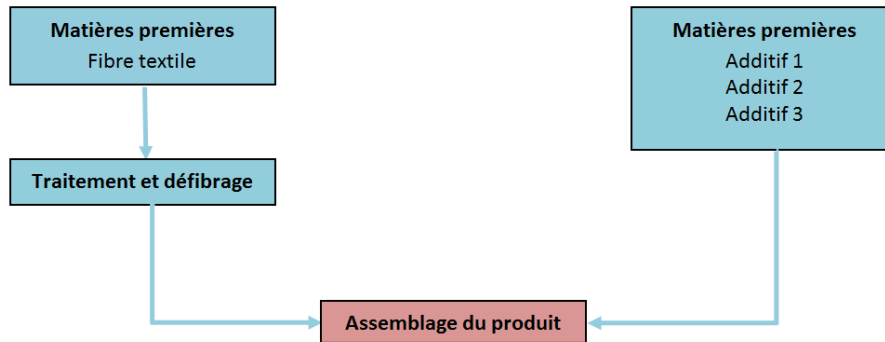 Matières premières
Fibre textile
Matières premières
Additif 1
Additif 2
Additif 3
Traitement et défibrage
Assemblage du produit